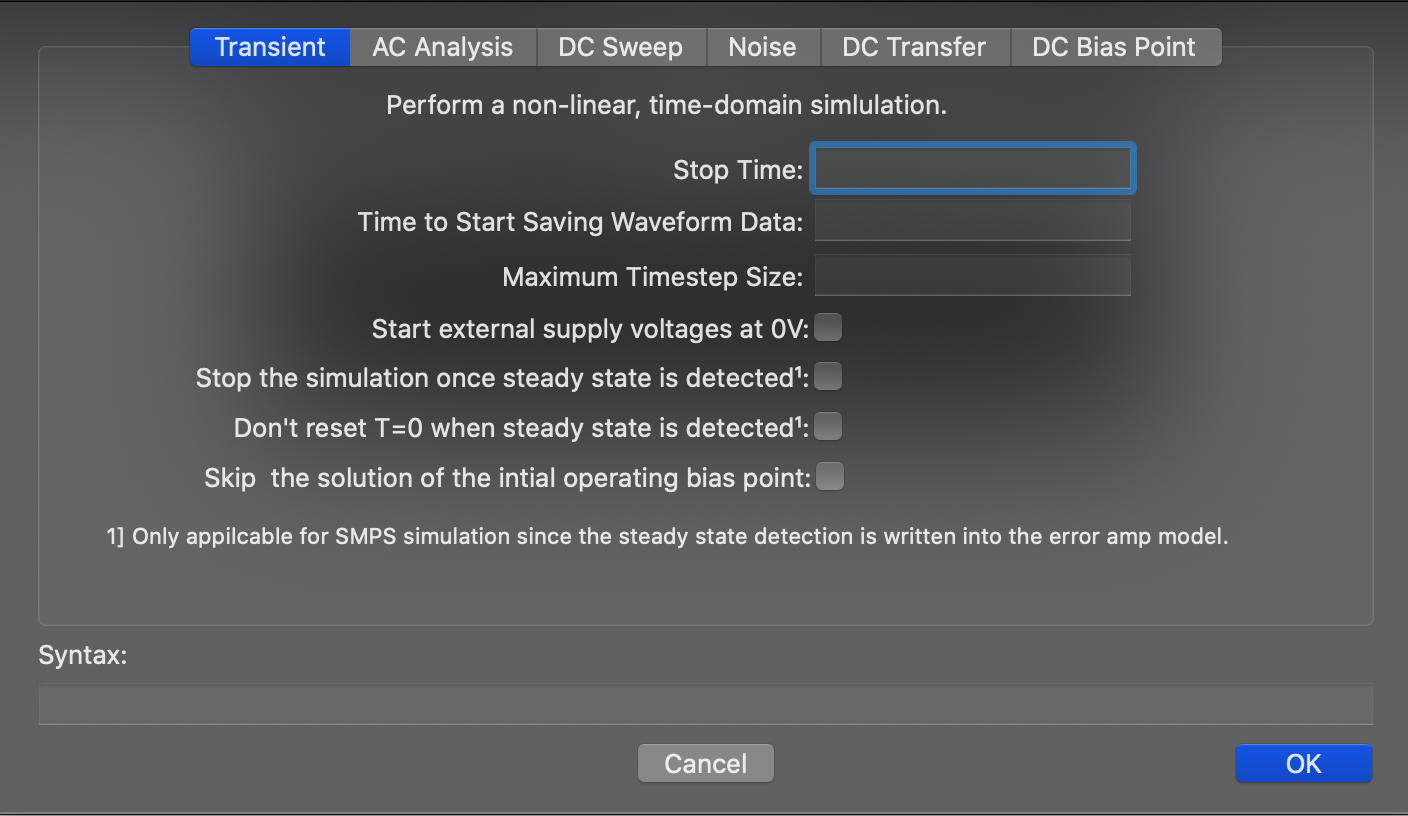 Transient AC Analysis DC Sweep Noise DC Transfer DC Bias Point
Perform a non-linear, time-domain simlulation.
Stop Time:
Time to Start Saving Waveform Data:
Maximum Timestep Size:
Start external supply voltages at 0V:
Stop the simulation once steady state is detected¹:
Don't reset T=0 when steady state is detected¹:
Skip  the solution of the intial operating bias point:
1] Only appilcable for SMPS simulation since the steady state detection is written into the error amp model.
Syntax:
Cancel OK